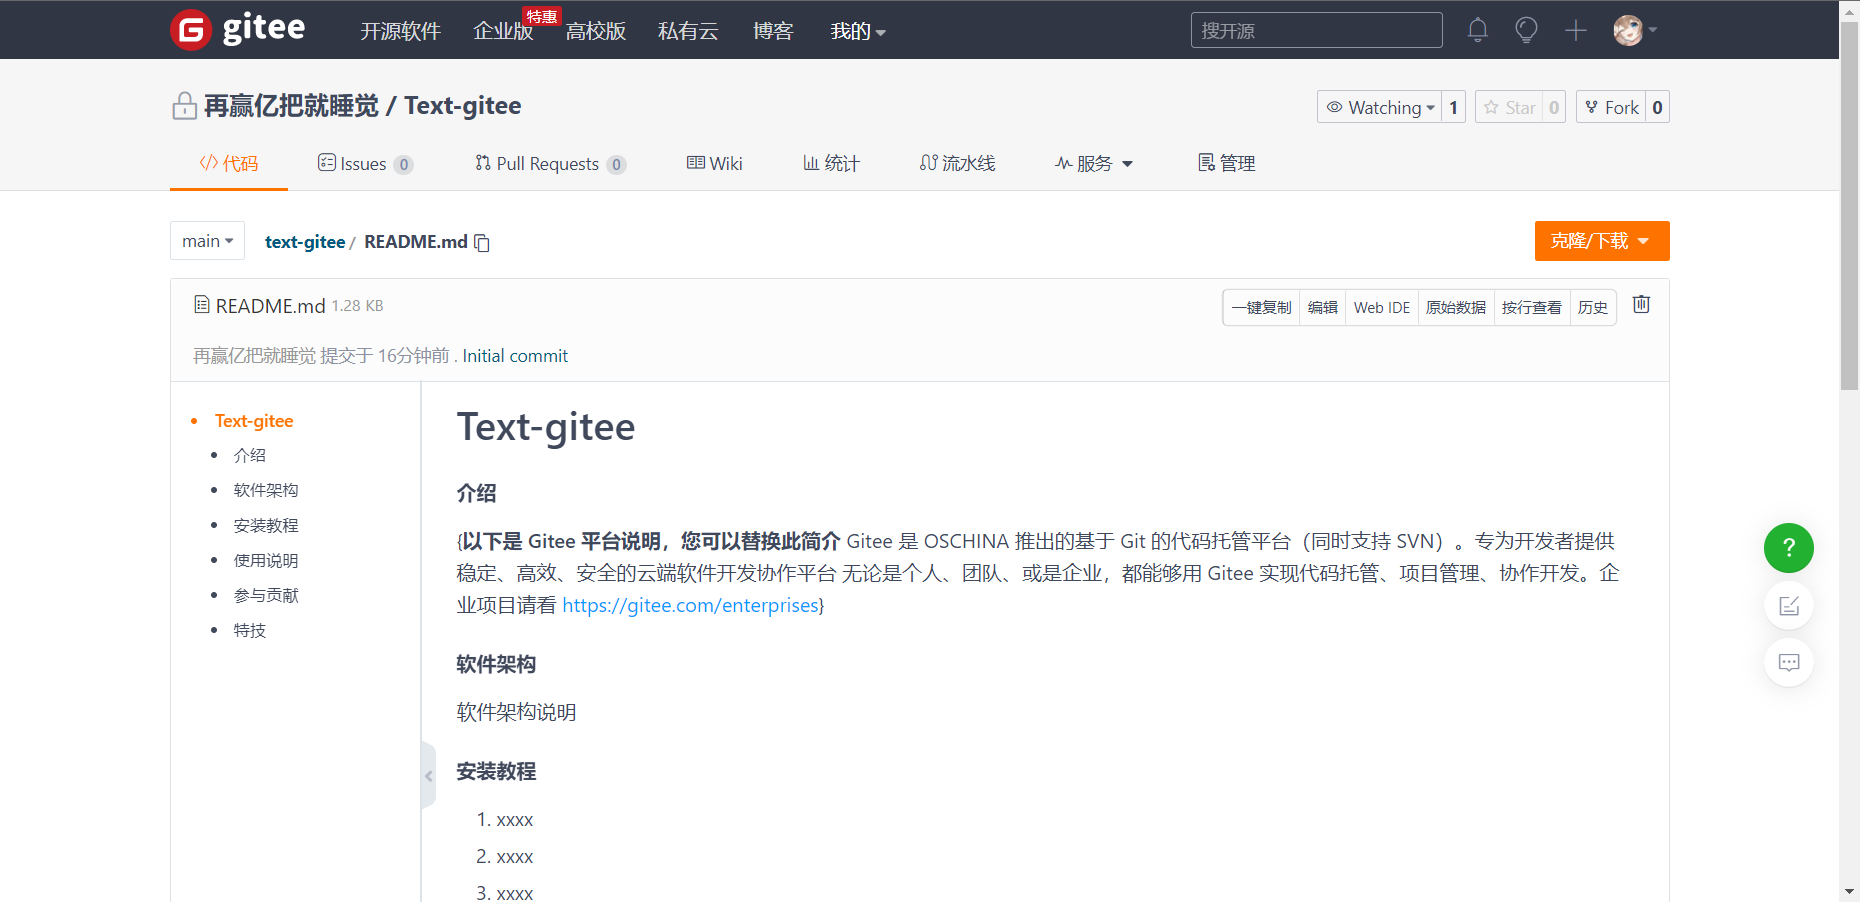 gitee 开源软件 企业版 特惠 高校版 私有云 博客 我的 搜开源
再赢亿把就睡觉 / Text-gitee Watching 1 Star 0 Fork 0
代码 Issues 0 Pull Requests 0 Wiki 统计 流水线 服务 管理
main text-gitee / README.md 克隆/下载
README.md 1.28 KB 一键复制 编辑 Web IDE 原始数据 按行查看 历史
再赢亿把就睡觉 提交于 16分钟前 . Initial commit
Text-gitee
介绍
软件架构
安装教程
使用说明
参与贡献
特技
Text-gitee
介绍
{以下是 Gitee 平台说明，您可以替换此简介 Gitee 是 OSCHINA 推出的基于 Git 的代码托管平台（同时支持 SVN）。专为开发者提供
稳定、高效、安全的云端软件开发协作平台 无论是个人、团队、或是企业，都能够用 Gitee 实现代码托管、项目管理、协作开发。企
业项目请看 https://gitee.com/enterprises}
软件架构
软件架构说明
安装教程
1. xxxx
2. xxxx
3. xxxx
?